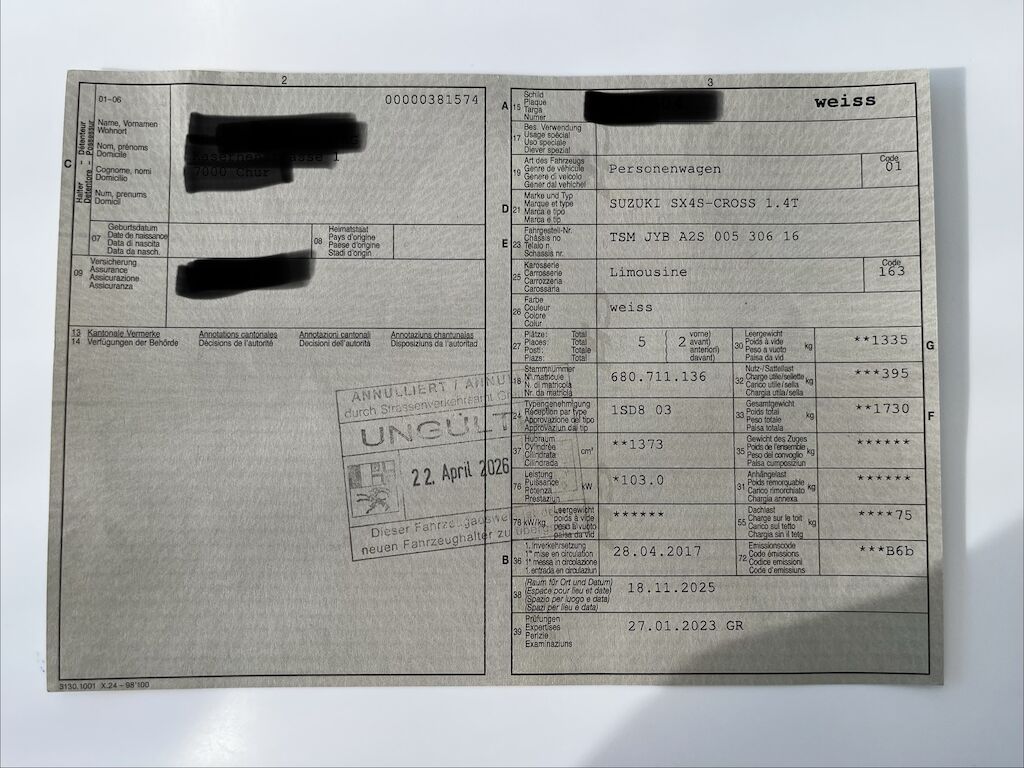 2
01-06
00000381574
C
Halter - Détenteur
Detentore - Possessur
Name, Vornamen
Wohnort
Nom, prénoms
Domicile
Cognome, nomi
Domicilio
Num, prenums
Domicil
1
7000 Chur
07
Geburtsdatum
Date de naissance
Data di nascita
Data da nasch.
08
Heimatstaat
Pays d'origine
Paese d'origine
Stadi d'origin
09
Versicherung
Assurance
Assicurazione
Assicuranza
13
14
Kantonale Vermerke
Verfügungen der Behörde
Annotations cantonales
Décisions de l'autorité
Annotazioni cantonali
Decisioni dell'autorità
Annotaziuns chantunalas
Disposiziuns da l'autoritad
ANNULLIERT / ANNU
durch Strassenverkehrsamt
UNGÜLT
22. April 2026
Dieser Fahrzeugausweis
neuen Fahrzeughalter zu
3130.1001 X.24 – 98'100
3
A
15
Schild
Plaque
Targa
Numer
weiss
17
Bes. Verwendung
Usage spécial
Uso speciale
Diever spezial
19
Art des Fahrzeugs
Genre de véhicule
Genere di veicolo
Gener dal vehichel
Personenwagen
Code
01
D
21
Marke und Typ
Marque et type
Marca e tipo
Marca e tip
SUZUKI SX4S-CROSS 1.4T
E
23
Fahrgestell-Nr.
Châssis no
Telaio n.
Schassis nr.
TSM JYB A2S 005 306 16
25
Karosserie
Carrosserie
Carrozzeria
Carossaria
Limousine
Code
163
26
Farbe
Couleur
Colore
Colur
weiss
27
Plätze: Total
Places: Total
Posti: Totale
Plazs: Total
5
( 2
vorne)
avant)
anteriori)
davant)
30
Leergewicht
Poids à vide
Peso a vuoto
Paisa da vid
kg
**1335
G
18
Stammnummer
N° matricule
N. di matricola
Nr. da matricla
680.711.136
32
Nutz-/Sattellast
Charge utile/sellette
Carico utile/sella
Chargia utila/sella
kg
***395
24
Typengenehmigung
Réception par type
Approvazione del tipo
Approvaziun dal tip
1SD8 03
33
Gesamtgewicht
Poids total
Peso totale
Paisa totala
kg
**1730
F
37
Hubraum
Cylindrée
Cilindrata
Cilindrada
cm³
**1373
35
Gewicht des Zuges
Poids de l'ensemble
Peso del convoglio
Paisa cumposiziun
kg
******
76
Leistung
Puissance
Potenza
Prestaziun
kW
*103.0
31
Anhängelast
Poids remorquable
Carico rimorchiato
Chargia annexa
kg
******
78
kW/kg
Leergewicht
poids à vide
peso a vuoto
paisa da vid
******
55
Dachlast
Charge sur le toit
Carico sul tetto
Chargia sin il tetg
kg
****75
B
36
1. Inverkehrsetzung
1re mise en circulation
1a messa in circolazione
1. entrada en circulaziun
28.04.2017
72
Emissionscode
Code émissions
Codice emissioni
Code d'emissiuns
***B6b
38
(Raum für Ort und Datum)
(Espace pour lieu et date)
(Spazio per luogo e data)
(Spazi per lieu e data)
18.11.2025
39
Prüfungen
Expertises
Perizie
Examinaziuns
27.01.2023 GR